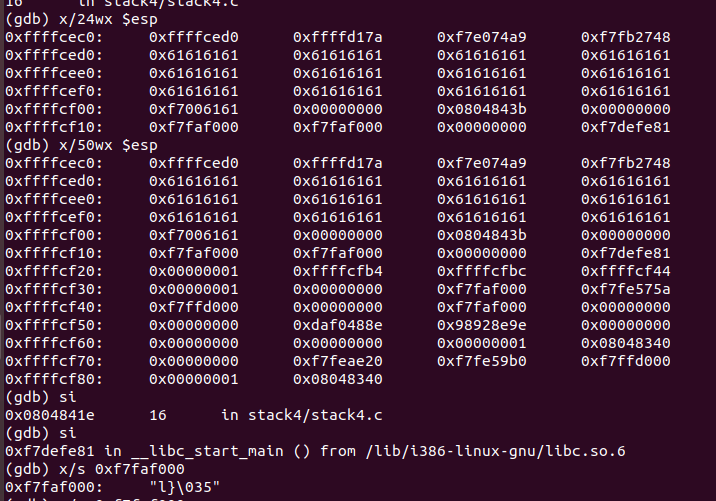 16      in stack4/stack4.c
(gdb) x/24wx $esp
0xffffcec0:     0xffffced0      0xffffd17a      0xf7e074a9      0xf7fb2748
0xffffced0:     0x61616161      0x61616161      0x61616161      0x61616161
0xffffcee0:     0x61616161      0x61616161      0x61616161      0x61616161
0xffffcef0:     0x61616161      0x61616161      0x61616161      0x61616161
0xffffcf00:     0xf7006161      0x00000000      0x0804843b      0x00000000
0xffffcf10:     0xf7faf000      0xf7faf000      0x00000000      0xf7defe81
(gdb) x/50wx $esp
0xffffcec0:     0xffffced0      0xffffd17a      0xf7e074a9      0xf7fb2748
0xffffced0:     0x61616161      0x61616161      0x61616161      0x61616161
0xffffcee0:     0x61616161      0x61616161      0x61616161      0x61616161
0xffffcef0:     0x61616161      0x61616161      0x61616161      0x61616161
0xffffcf00:     0xf7006161      0x00000000      0x0804843b      0x00000000
0xffffcf10:     0xf7faf000      0xf7faf000      0x00000000      0xf7defe81
0xffffcf20:     0x00000001      0xffffcfb4      0xffffcfbc      0xffffcf44
0xffffcf30:     0x00000001      0x00000000      0xf7faf000      0xf7fe575a
0xffffcf40:     0xf7ffd000      0x00000000      0xf7faf000      0x00000000
0xffffcf50:     0x00000000      0xdaf0488e      0x98928e9e      0x00000000
0xffffcf60:     0x00000000      0x00000000      0x00000001      0x08048340
0xffffcf70:     0x00000000      0xf7feae20      0xf7fe59b0      0xf7ffd000
0xffffcf80:     0x00000001      0x08048340
(gdb) si
0x0804841e      16      in stack4/stack4.c
(gdb) si
0xf7defe81 in __libc_start_main () from /lib/i386-linux-gnu/libc.so.6
(gdb) x/s 0xf7faf000
0xf7faf000:     "l}\035"